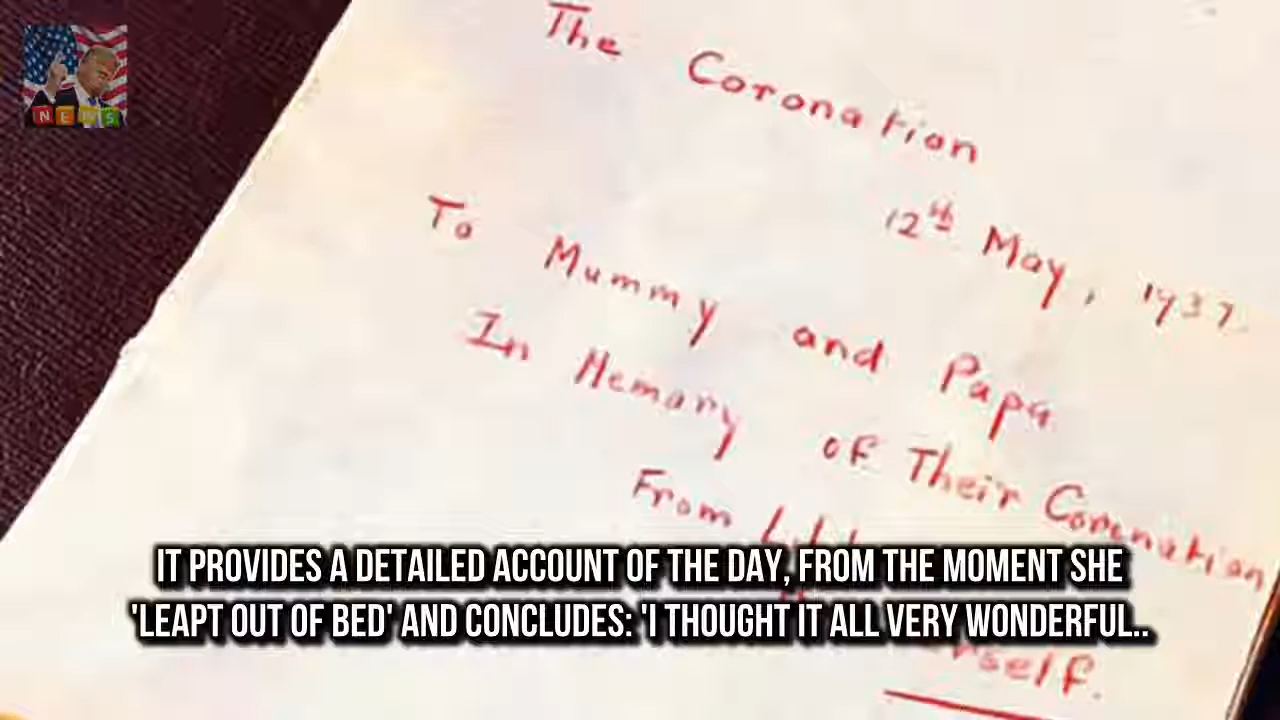 NEWS
The Coronation
12th May, 1937.
To Mummy and Papa
In Memory of Their Coronation
From
IT PROVIDES A DETAILED ACCOUNT OF THE DAY, FROM THE MOMENT SHE
'LEAPT OUT OF BED' AND CONCLUDES: 'I THOUGHT IT ALL VERY WONDERFUL..